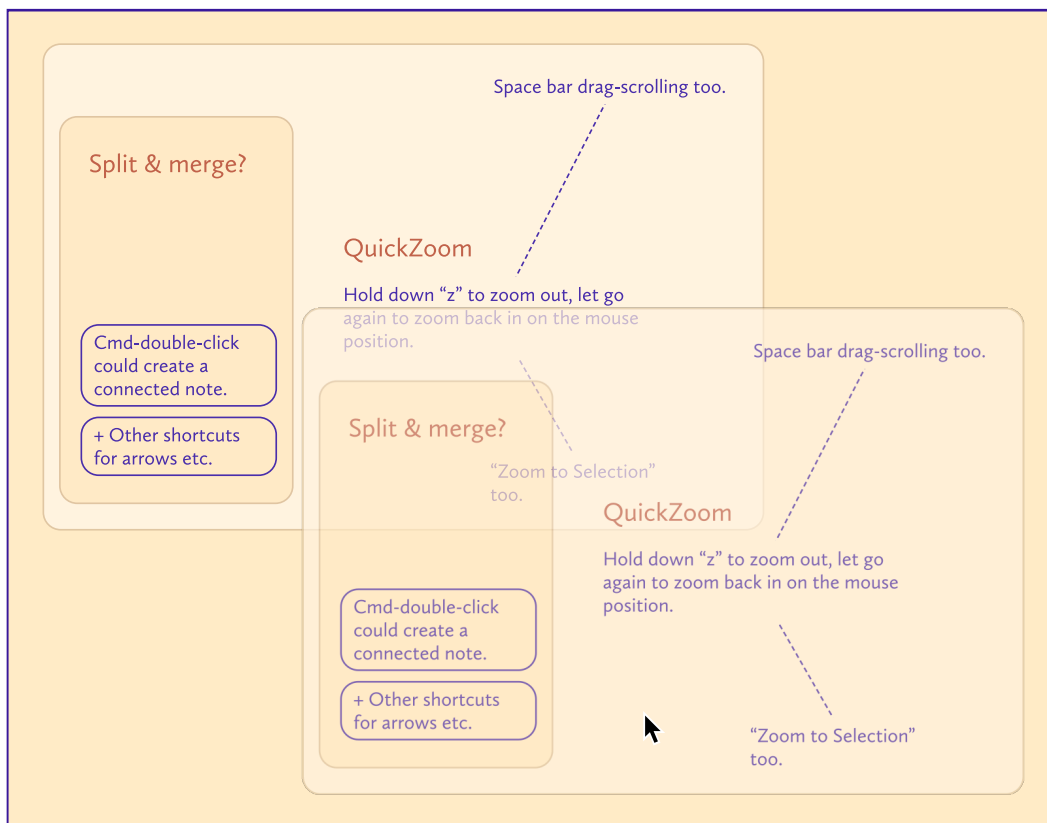 Space bar drag-scrolling too.
Split & merge?
QuickZoom
Hold down “z” to zoom out, let go
again to zoom back in on the mouse
position.
Cmd-double-click
could create a
connected note.
+ Other shortcuts
for arrows etc.
“Zoom to Selection”
too.
Space bar drag-scrolling too.
Split & merge?
QuickZoom
Hold down “z” to zoom out, let go
again to zoom back in on the mouse
position.
Cmd-double-click
could create a
connected note.
+ Other shortcuts
for arrows etc.
“Zoom to Selection”
too.